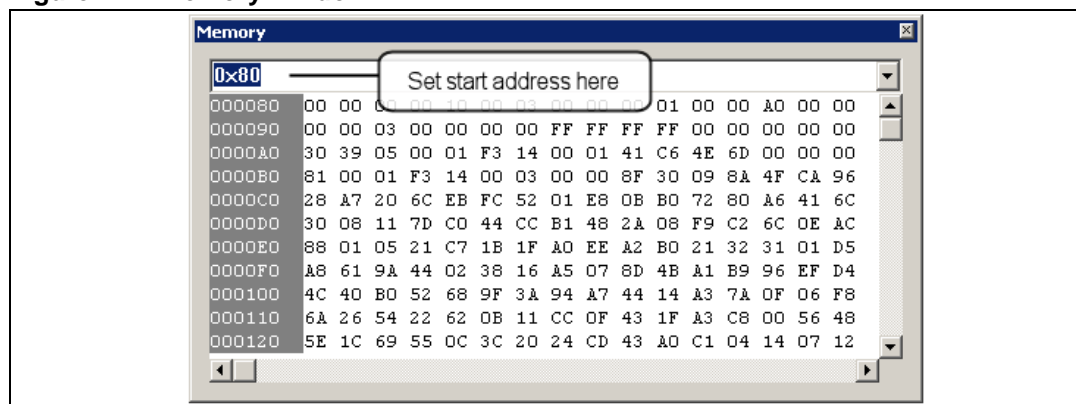 Memory
0x80
Set start address here
000080 00 00 00 10 00 03 00 00 00 01 00 00 A0 00 00
000090 00 00 03 00 00 00 00 FF FF FF FF 00 00 00 00 00
0000A0 30 39 05 00 01 F3 14 00 01 41 C6 4E 6D 00 00 00
0000B0 81 00 01 F3 14 00 03 00 00 8F 30 09 8A 4F CA 96
0000C0 28 A7 20 6C EB FC 52 01 E8 0B B0 72 80 A6 41 6C
0000D0 30 08 11 7D C0 44 CC B1 48 2A 08 F9 C2 6C 0E AC
0000E0 88 01 05 21 C7 1B 1F A0 EE A2 B0 21 32 31 01 D5
0000F0 A8 61 9A 44 02 38 16 A5 07 8D 4B A1 B9 96 EF D4
000100 4C 40 B0 52 68 9F 3A 94 A7 44 14 A3 7A 0F 06 F8
000110 6A 26 54 22 62 0B 11 CC 0F 43 1F A3 C8 00 56 48
000120 5E 1C 69 55 0C 3C 20 24 CD 43 A0 C1 04 14 07 12